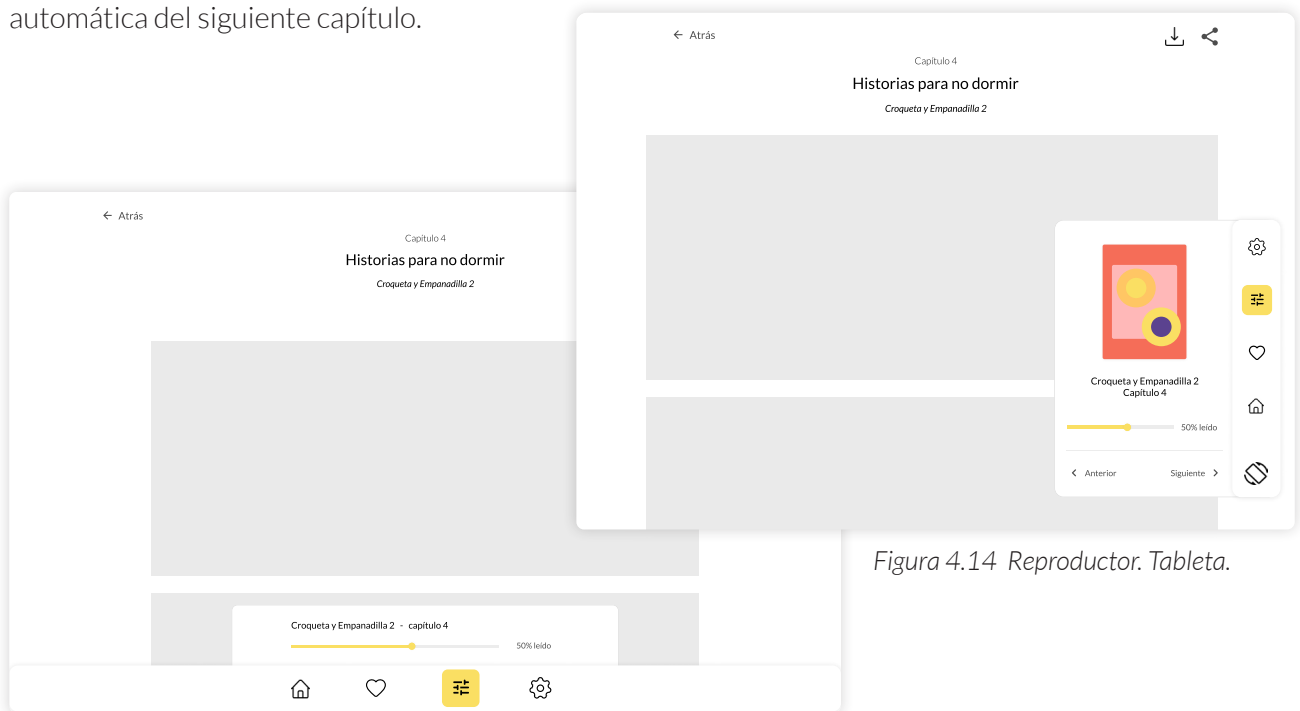 automática del siguiente capítulo.
Atrás
Capítulo 4
Historias para no dormir
Croqueta y Empanadilla 2
Croqueta y Empanadilla 2
Capítulo 4
50% leído
Anterior
Siguiente
Figura 4.14 Reproductor. Tableta.
Atrás
Capítulo 4
Historias para no dormir
Croqueta y Empanadilla 2
Croqueta y Empanadilla 2 - capítulo 4
50% leído